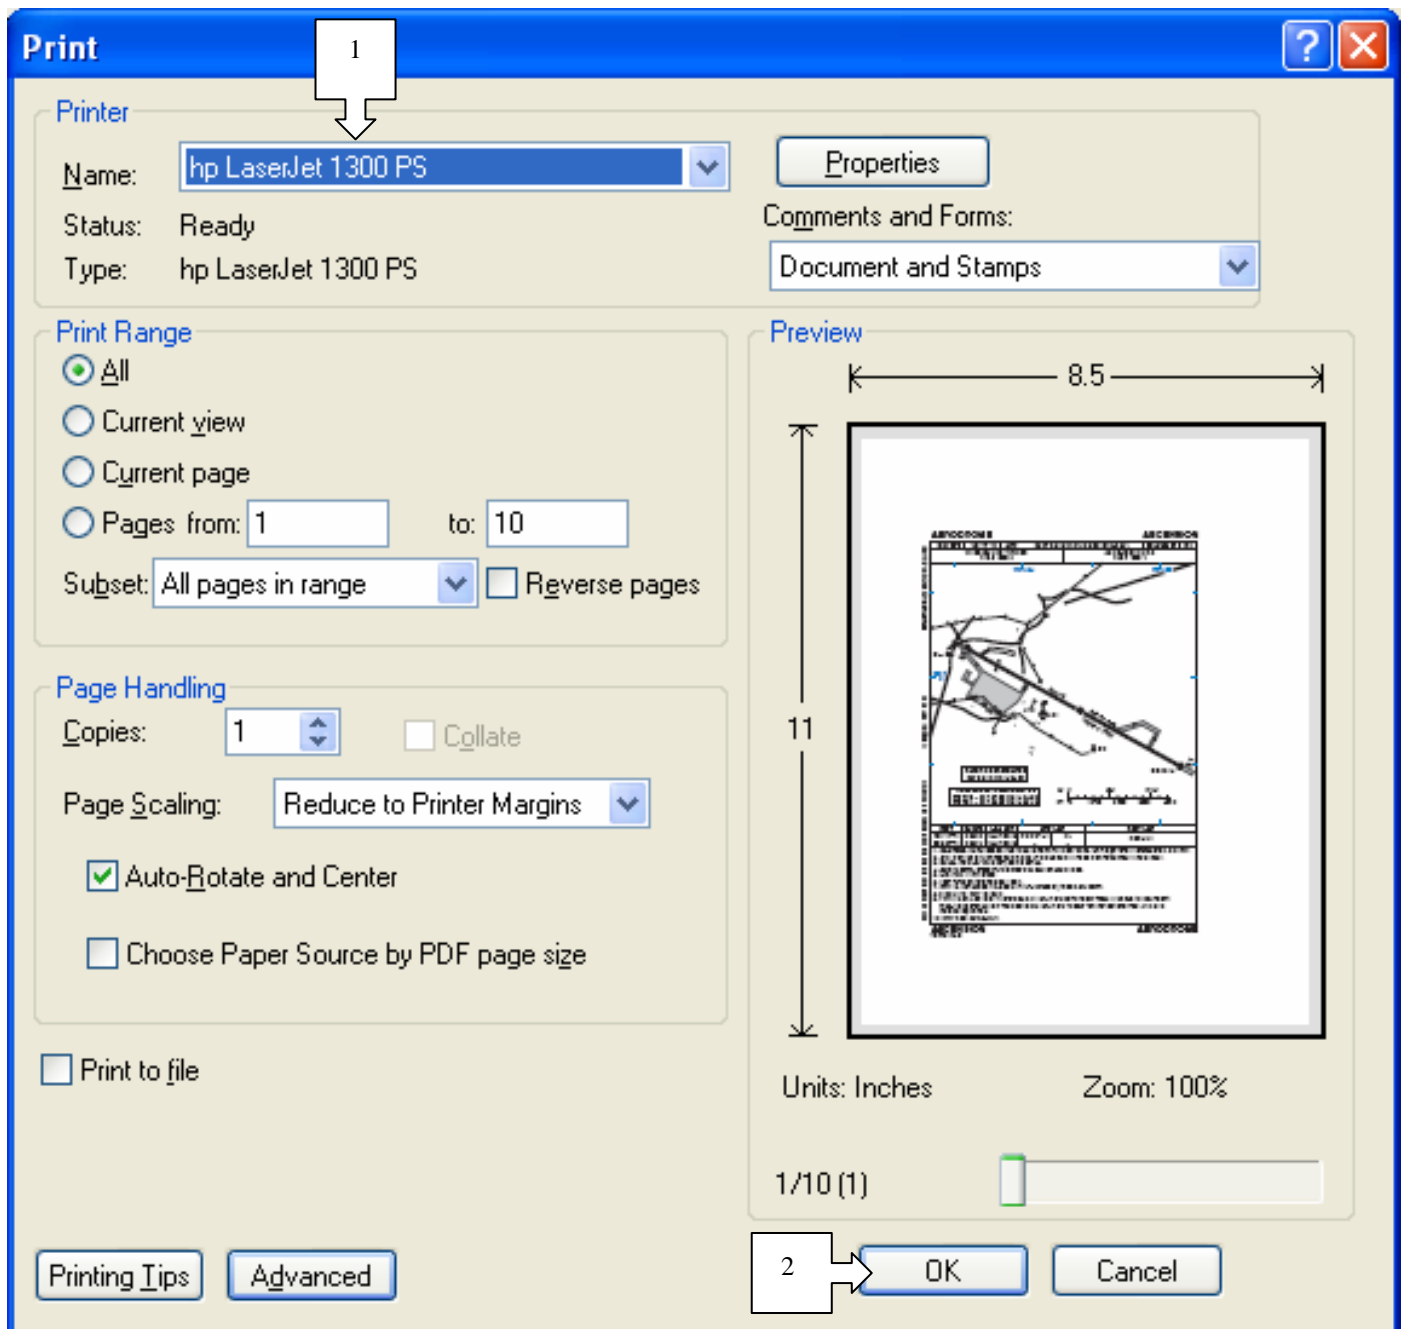 Print
1
Printer
Name: hp LaserJet 1300 PS
Properties
Status: Ready
Comments and Forms:
Type: hp LaserJet 1300 PS
Document and Stamps
Print Range
All
Current view
Current page
Pages from: 1 to: 10
Subset: All pages in range Reverse pages
Page Handling
Copies: 1 Collate
Page Scaling: Reduce to Printer Margins
Auto-Rotate and Center
Choose Paper Source by PDF page size
Print to file
Preview
8.5
11
AERODROME ASCENSION
ASCENSION AERODROME
Units: Inches Zoom: 100%
1/10 (1)
Printing Tips Advanced
2
OK Cancel